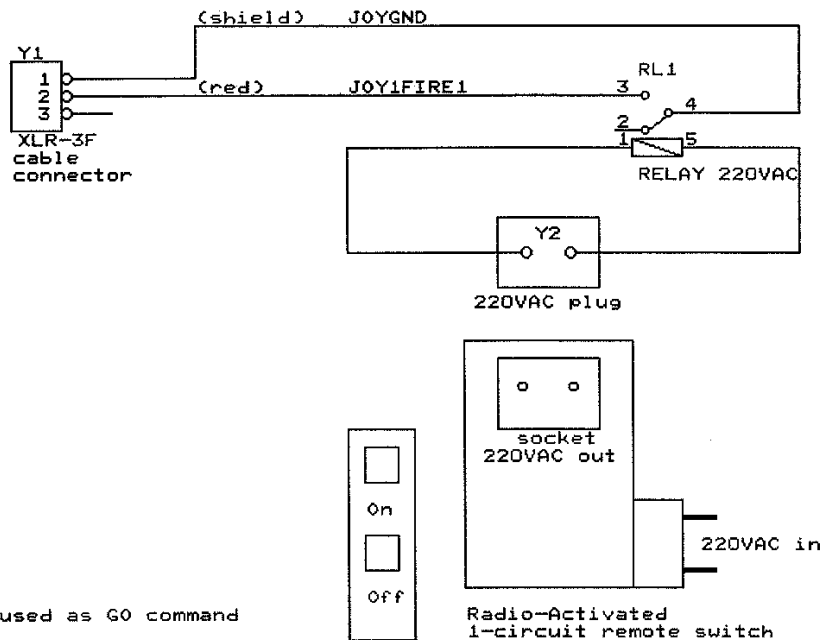 (shield) JOYGND
Y1
1
(red) JOY1FIRE1
2
3
XLR-3F
cable
connector
RL1
3
4
2
1
5
RELAY 220VAC
Y2
220VAC plug
socket
220VAC out
On
Off
220VAC in
used as GO command
Radio-Activated
1-circuit remote switch